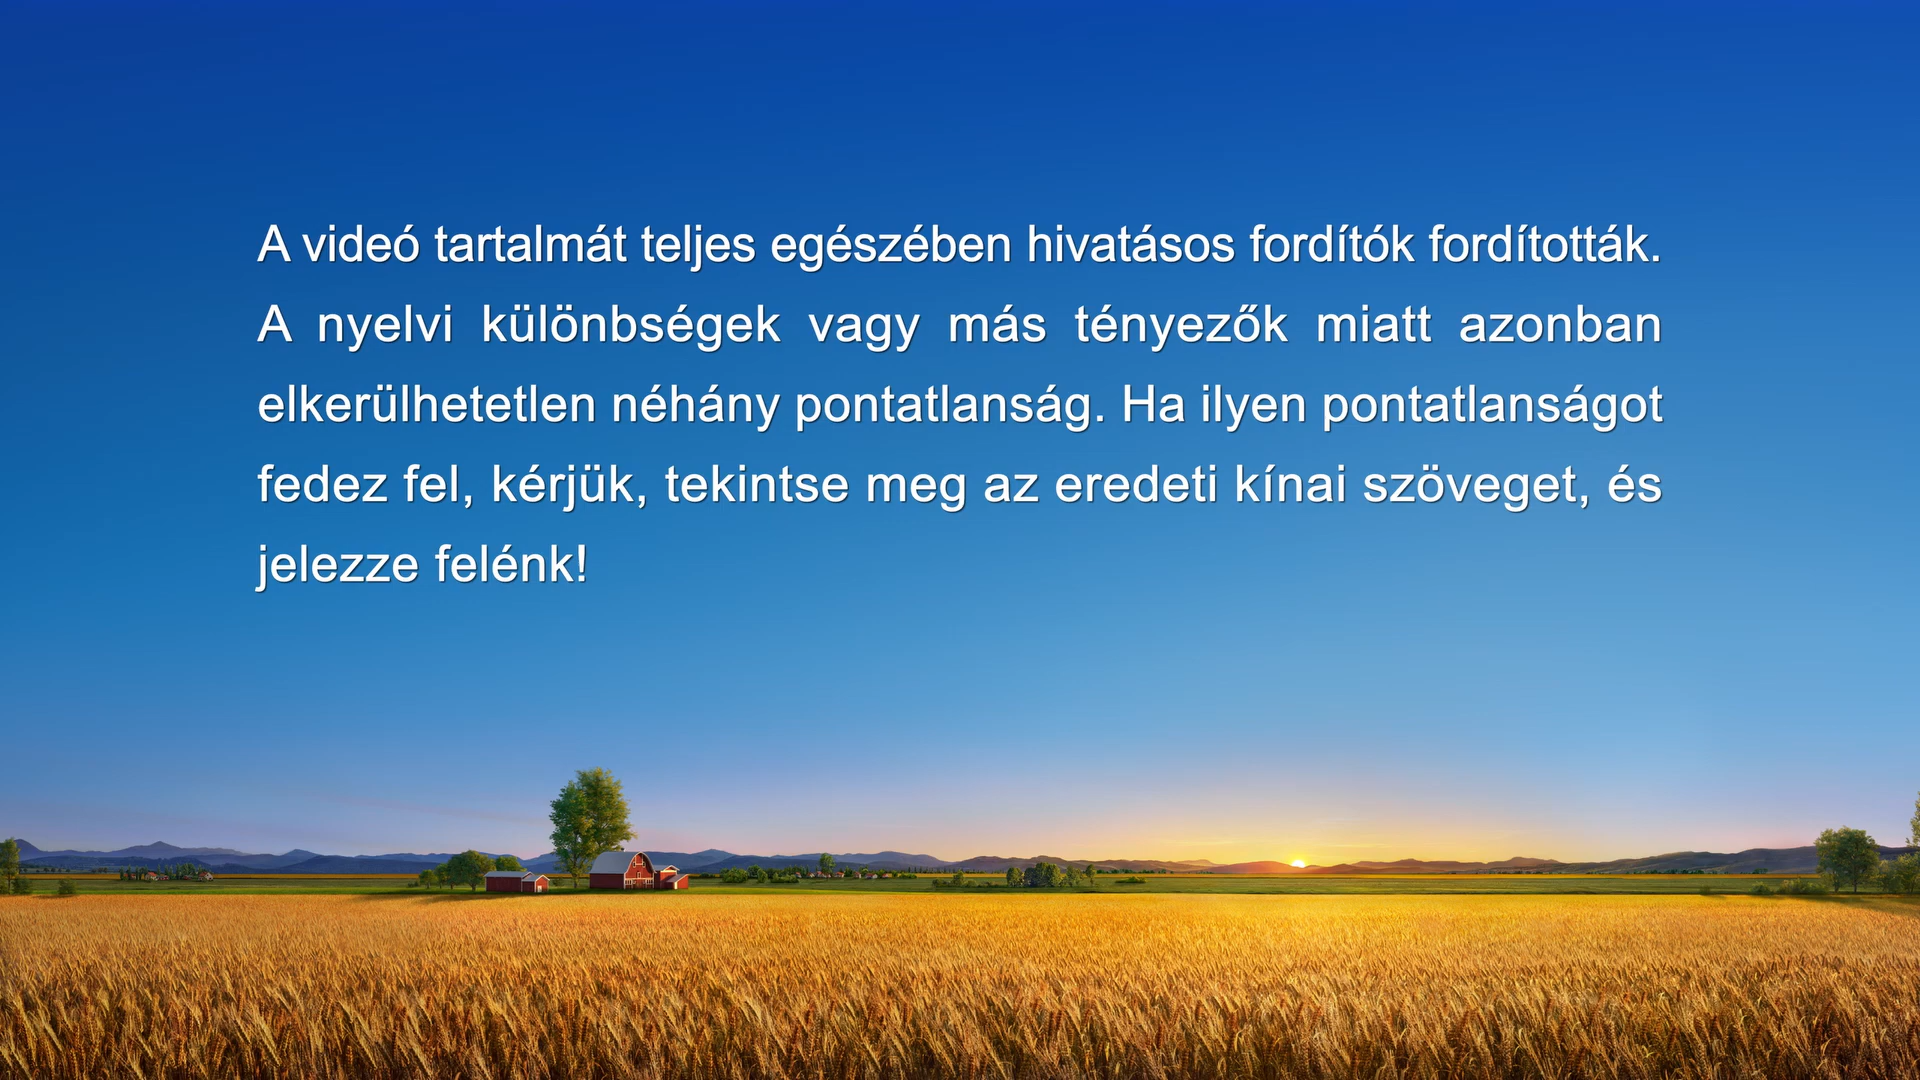 A videó tartalmát teljes egészében hivatásos fordítók fordították.
A nyelvi különbségek vagy más tényezők miatt azonban
elkerülhetetlen néhány pontatlanság. Ha ilyen pontatlanságot
fedez fel, kérjük, tekintse meg az eredeti kínai szöveget, és
jelezze felénk!